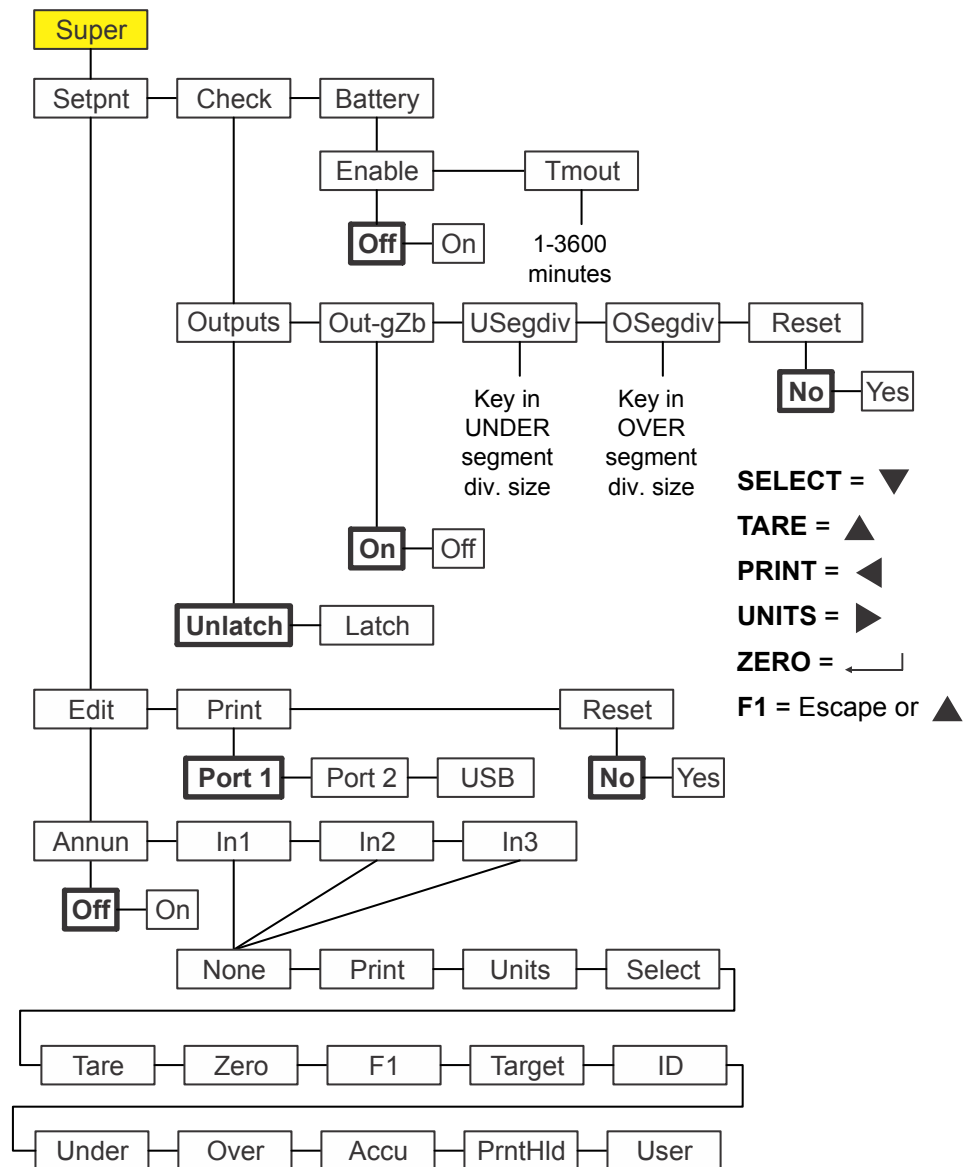 Super
Setpnt Check Battery
Enable Tmout
Off On 1-3600
minutes
Outputs Out-gZb USegdiv OSegdiv Reset
No Yes
Key in
UNDER
segment
div. size
Key in
OVER
segment
div. size
On Off
Unlatch Latch
SELECT = ▼
TARE = ▲
PRINT = ◀
UNITS = ▶
ZERO = ↵
F1 = Escape or ▲
Edit Print Reset
Port 1 Port 2 USB No Yes
Annun In1 In2 In3
Off On
None Print Units Select
Tare Zero F1 Target ID
Under Over Accu PrntHld User